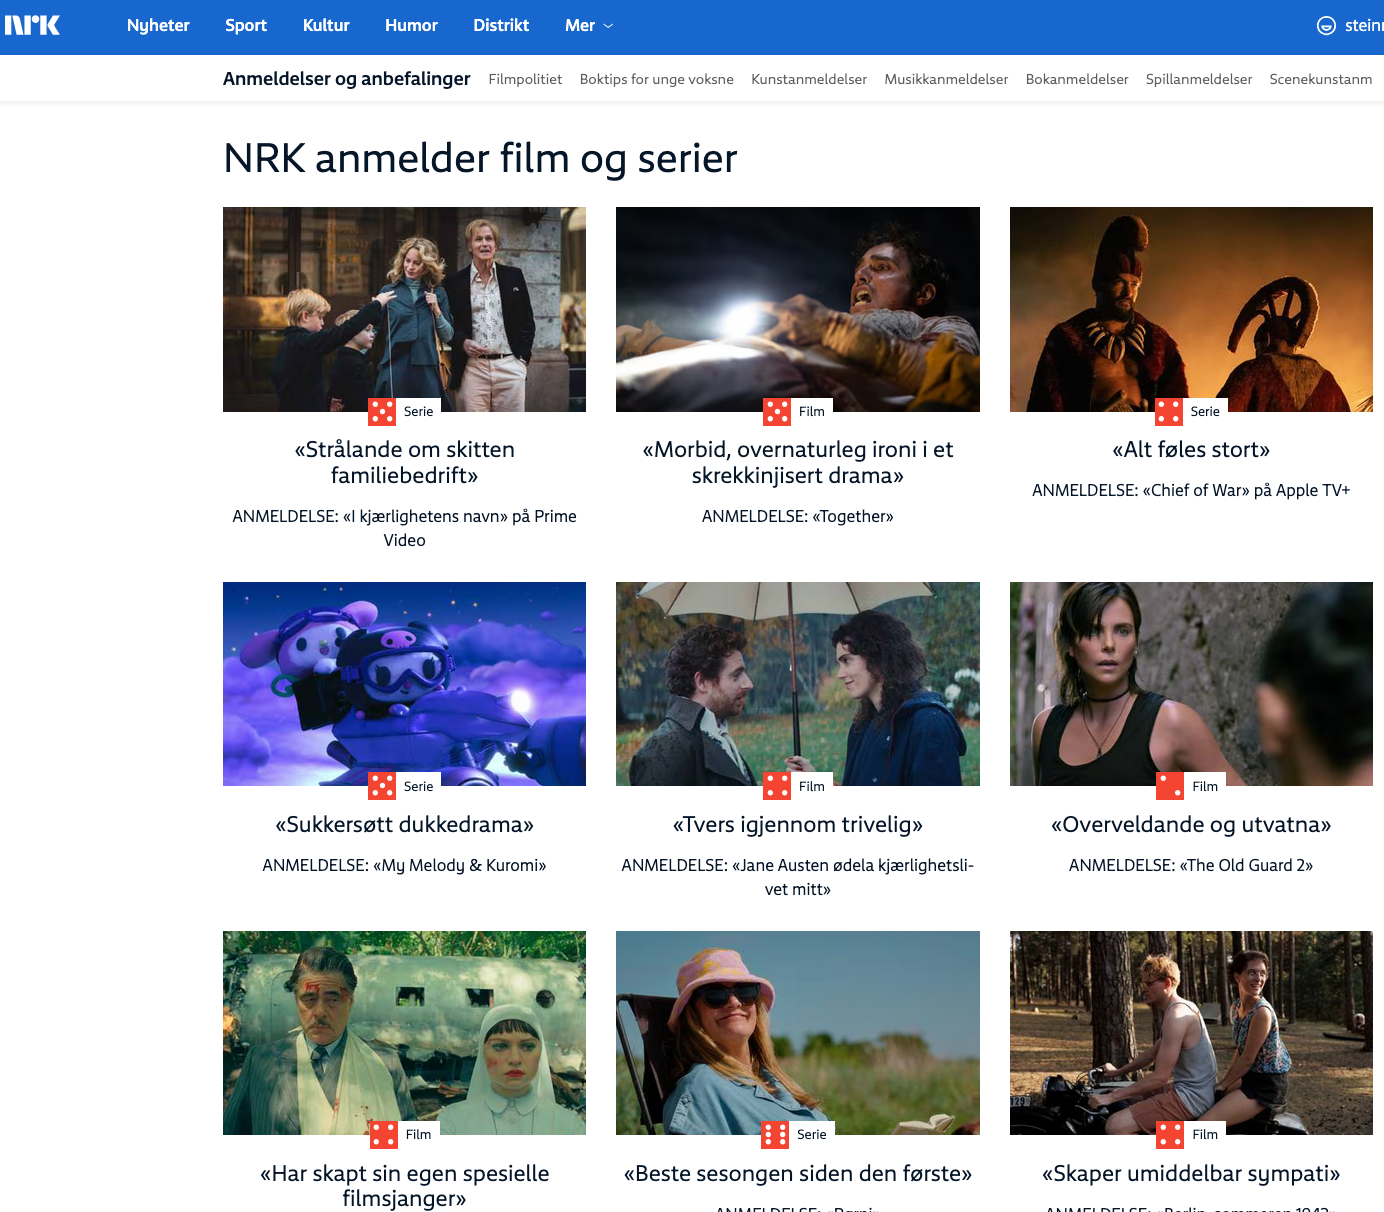 nrk
Nyheter Sport Kultur Humor Distrikt Mer
Anmeldelser og anbefalinger Filmpolitiet Boktips for unge voksne Kunstanmeldelser Musikkanmeldelser Bokanmeldelser Spillanmeldelser Scenekunstanm
NRK anmelder film og serier
Serie
«Strålande om skitten
familiebedrift»
ANMELDELSE: «I kjærlighetens navn» på Prime
Video
Film
«Morbid, overnaturleg ironi i et
skrekkinjisert drama»
ANMELDELSE: «Together»
Serie
«Alt føles stort»
ANMELDELSE: «Chief of War» på Apple TV+
Serie
«Sukkersøtt dukkedrama»
ANMELDELSE: «My Melody & Kuromi»
Film
«Tvers igjennom trivelig»
ANMELDELSE: «Jane Austen ødela kjærlighetsli-
vet mitt»
Film
«Overveldande og utvatna»
ANMELDELSE: «The Old Guard 2»
Film
«Har skapt sin egen spesielle
filmsjanger»
Serie
«Beste sesongen siden den første»
Film
«Skaper umiddelbar sympati»